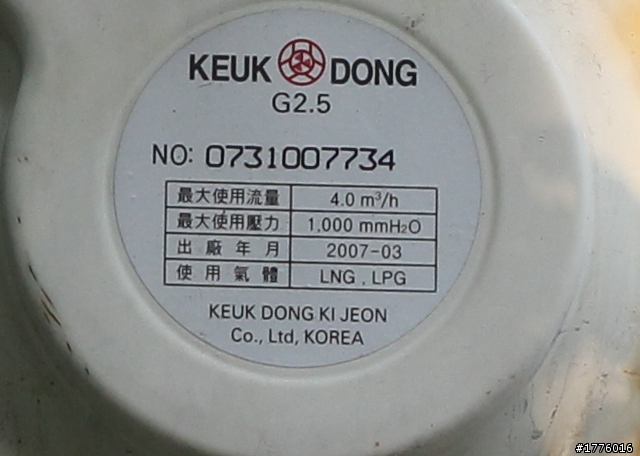 KEUK DONG
G2.5
NO: 0731007734
最大使用流量 4.0 m³/h
最大使用壓力 1,000 mmH₂O
出廠年月 2007-03
使用氣體 LNG , LPG
KEUK DONG KI JEON
Co., Ltd, KOREA
#1776016